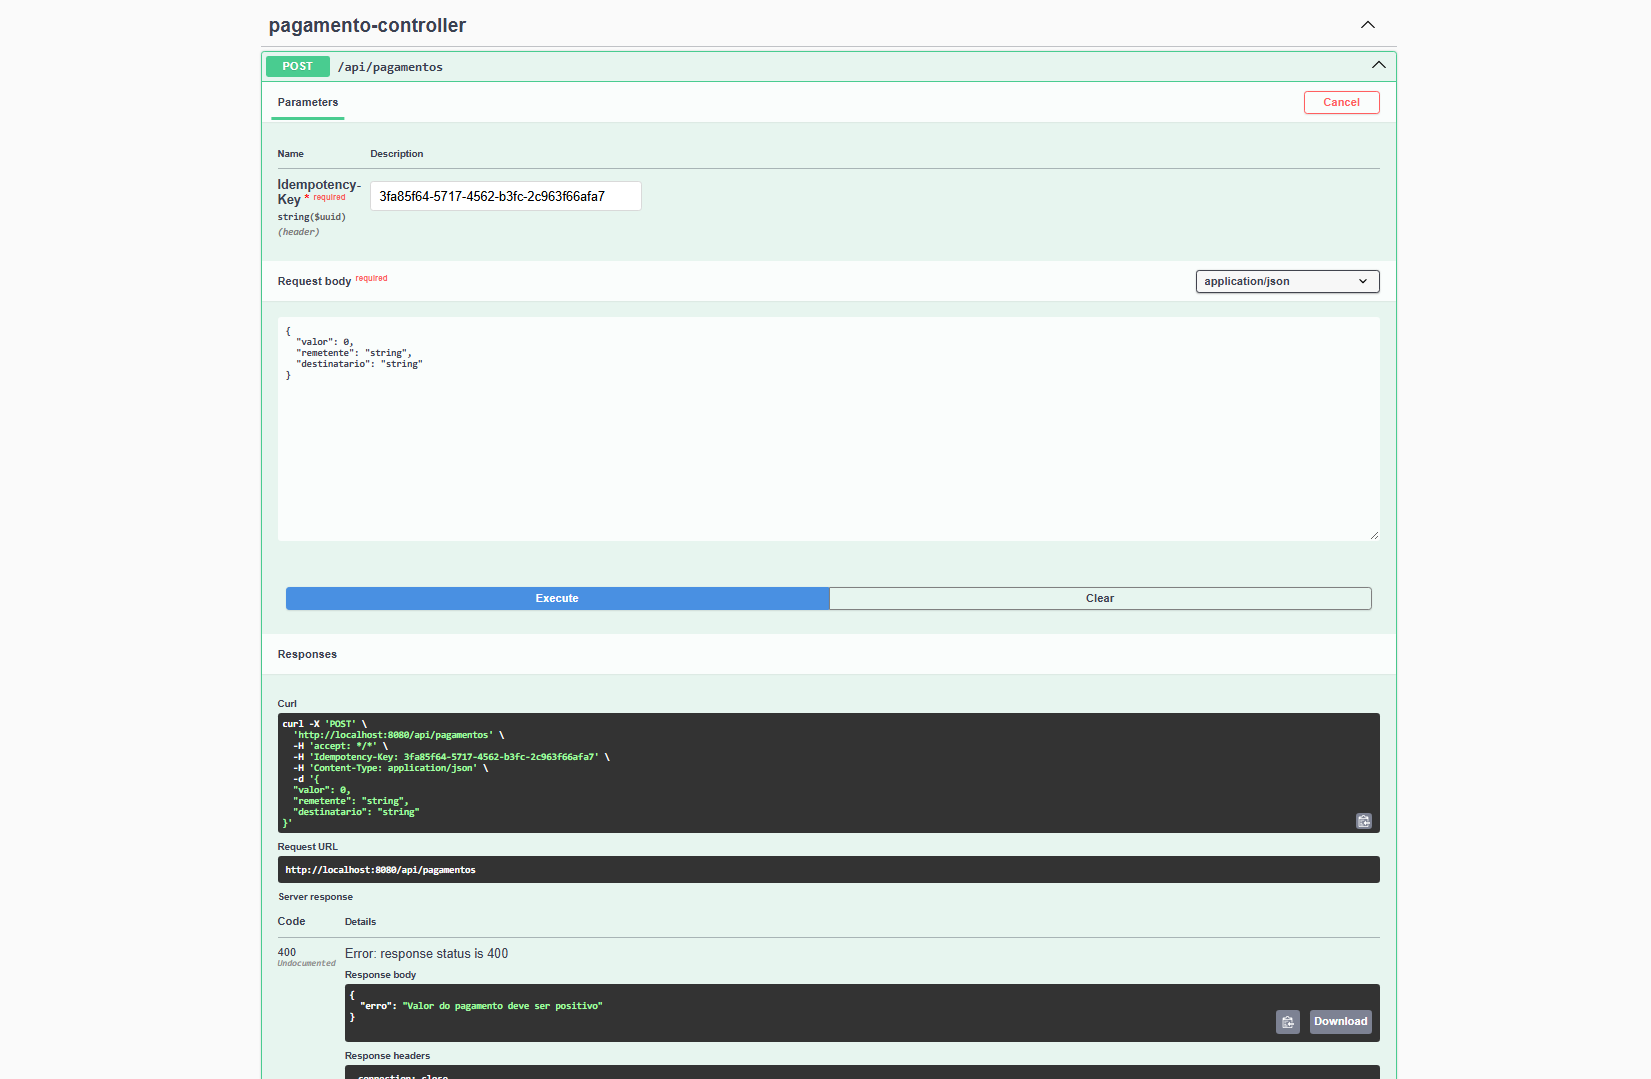 pagamento-controller
POST /api/pagamentos
Parameters
Cancel
Name Description
Idempotency-
Key * required
3fa85f64-5717-4562-b3fc-2c963f66afa7
string($uuid)
(header)
Request body required
application/json
{
"valor": 0,
"remetente": "string",
"destinatario": "string"
}
Execute
Clear
Responses
Curl
curl -X 'POST' \
'http://localhost:8080/api/pagamentos' \
-H 'accept: */*' \
-H 'Idempotency-Key: 3fa85f64-5717-4562-b3fc-2c963f66afa7' \
-H 'Content-Type: application/json' \
-d '{
"valor": 0,
"remetente": "string",
"destinatario": "string"
}'
Request URL
http://localhost:8080/api/pagamentos
Server response
Code Details
400
Undocumented
Error: response status is 400
Response body
{
"erro": "Valor do pagamento deve ser positivo"
}
Download
Response headers
connection: close